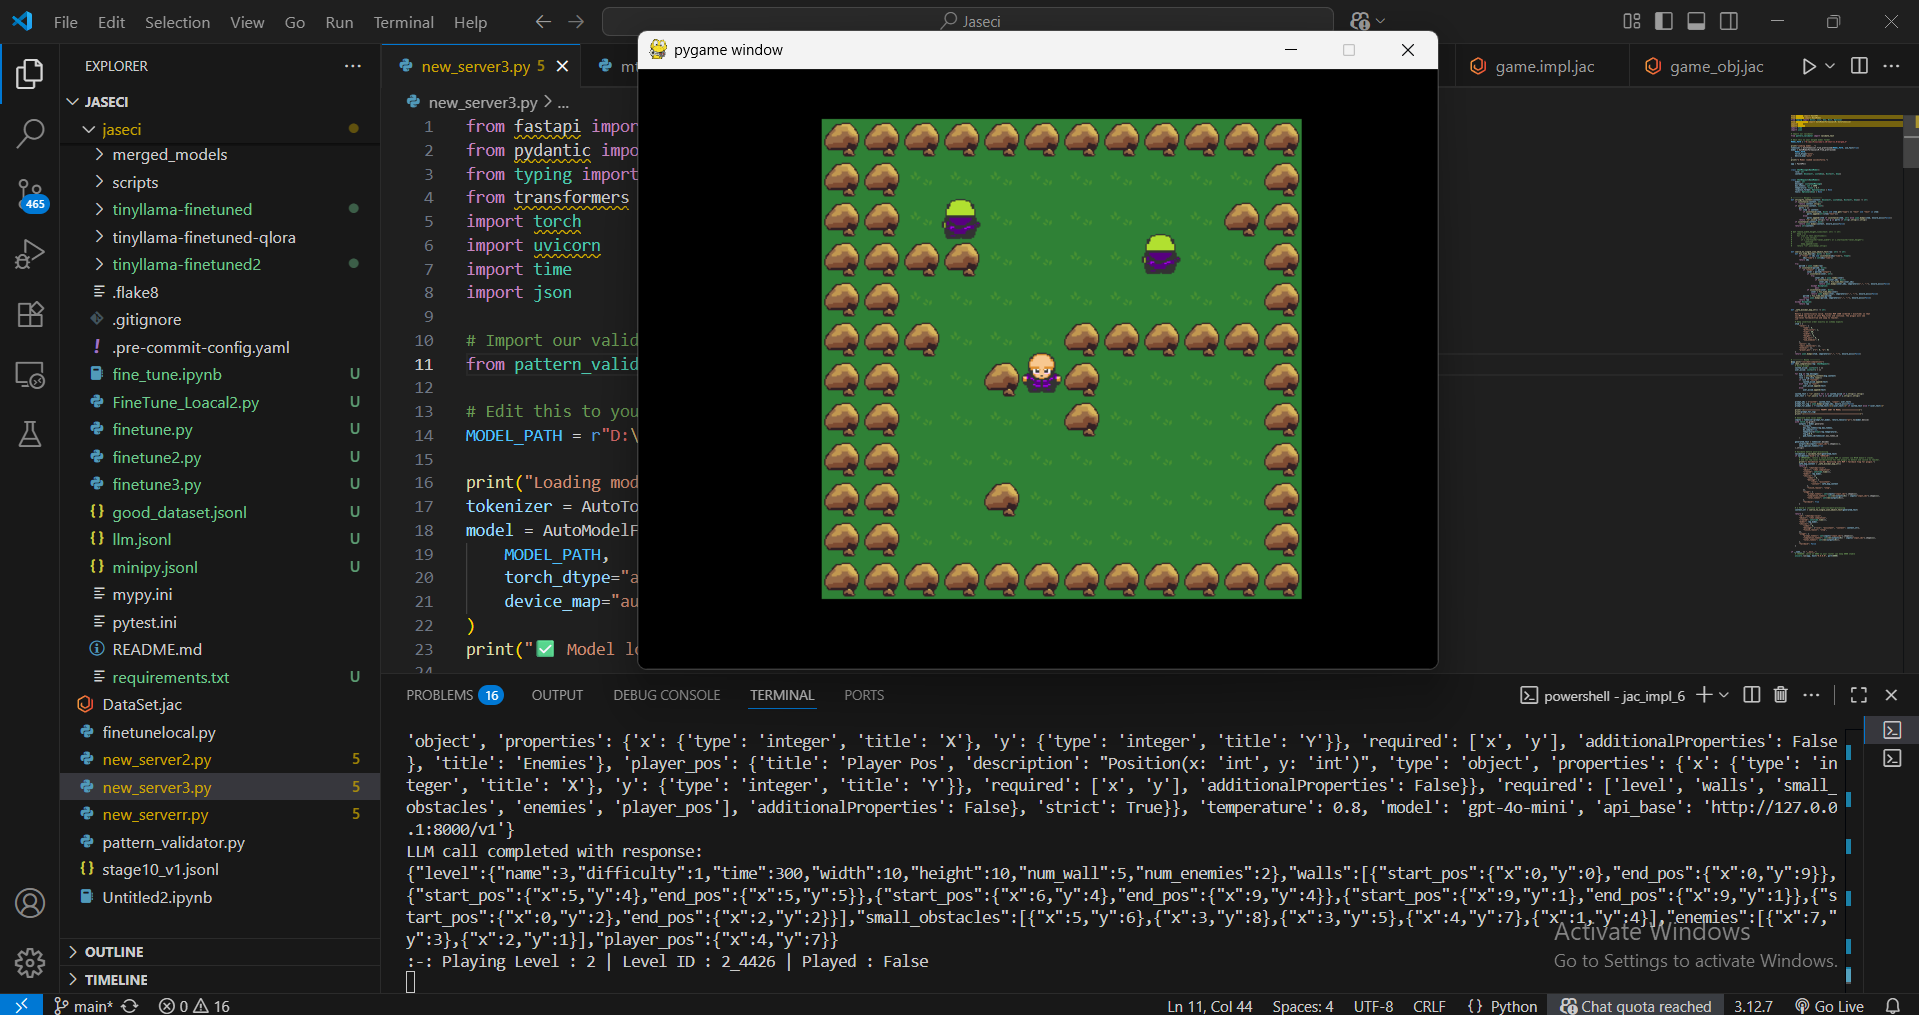 File Edit Selection View Go Run Terminal Help
Jaseci
EXPLORER
JASECI
jaseci
merged_models
scripts
tinyllama-finetuned
tinyllama-finetuned-qlora
tinyllama-finetuned2
.flake8
.gitignore
.pre-commit-config.yaml
fine_tune.ipynb U
FineTune_Loacal2.py U
finetune.py U
finetune2.py U
finetune3.py U
good_dataset.jsonl U
llm.jsonl U
minipy.jsonl U
mypy.ini
pytest.ini
README.md
requirements.txt U
DataSet.jac
finetunelocal.py
new_server2.py 5
new_server3.py 5
new_serverr.py 5
pattern_validator.py
stage10_v1.jsonl
Untitled2.ipynb
OUTLINE
TIMELINE
465
new_server3.py 5
game.impl.jac
game_obj.jac
new_server3.py > ...
pygame window
1 from fastapi impor
2 from pydantic impo
3 from typing import
4 from transformers
5 import torch
6 import uvicorn
7 import time
8 import json
9
10 # Import our valid
11 from pattern_valid
12
13 # Edit this to you
14 MODEL_PATH = r"D:\
15
16 print("Loading mod
17 tokenizer = AutoTo
18 model = AutoModelF
19 MODEL_PATH,
20 torch_dtype="a
21 device_map="au
22 )
23 print("✅ Model lo
24
PROBLEMS 16 OUTPUT DEBUG CONSOLE TERMINAL PORTS
powershell - jac_impl_6
'object', 'properties': {'x': {'type': 'integer', 'title': 'X'}, 'y': {'type': 'integer', 'title': 'Y'}}, 'required': ['x', 'y'], 'additionalProperties': False
}, 'title': 'Enemies'}, 'player_pos': {'title': 'Player Pos', 'description': "Position(x: 'int', y: 'int')", 'type': 'object', 'properties': {'x': {'type': 'in
teger', 'title': 'X'}, 'y': {'type': 'integer', 'title': 'Y'}}, 'required': ['x', 'y'], 'additionalProperties': False}}, 'required': ['level', 'walls', 'small_
obstacles', 'enemies', 'player_pos'], 'additionalProperties': False}, 'strict': True}}, 'temperature': 0.8, 'model': 'gpt-4o-mini', 'api_base': 'http://127.0.0
.1:8000/v1'}
LLM call completed with response:
{"level":{"name":3,"difficulty":1,"time":300,"width":10,"height":10,"num_wall":5,"num_enemies":2},"walls":[{"start_pos":{"x":0,"y":0},"end_pos":{"x":0,"y":9}},
{"start_pos":{"x":5,"y":4},"end_pos":{"x":5,"y":5}},{"start_pos":{"x":6,"y":4},"end_pos":{"x":9,"y":4}},{"start_pos":{"x":9,"y":1},"end_pos":{"x":9,"y":1}},{"s
tart_pos":{"x":0,"y":2},"end_pos":{"x":2,"y":2}}],"small_obstacles":[{"x":5,"y":6},{"x":3,"y":8},{"x":3,"y":5},{"x":4,"y":7},{"x":1,"y":4}],"enemies":[{"x":7,"
y":3},{"x":2,"y":1}],"player_pos":{"x":4,"y":7}}
:-: Playing Level : 2 | Level ID : 2_4426 | Played : False
Activate Windows
Go to Settings to activate Windows.
main* 0 16 Ln 11, Col 44 Spaces: 4 UTF-8 CRLF {} Python Chat quota reached 3.12.7 Go Live